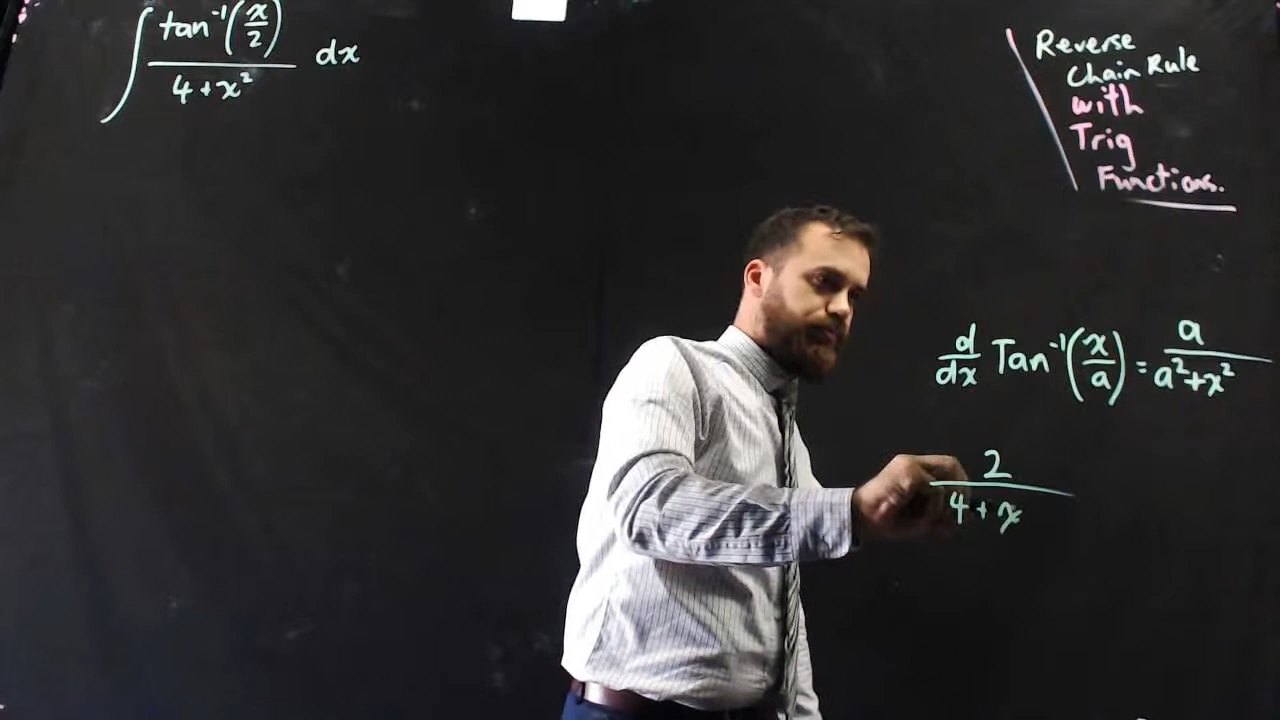 ∫ tan⁻¹(x/2) / 4+x² dx
Reverse
Chain Rule
with
Trig
Functions.
d/dx Tan⁻¹(x/a) = a / a²+x²
2 / 4+x